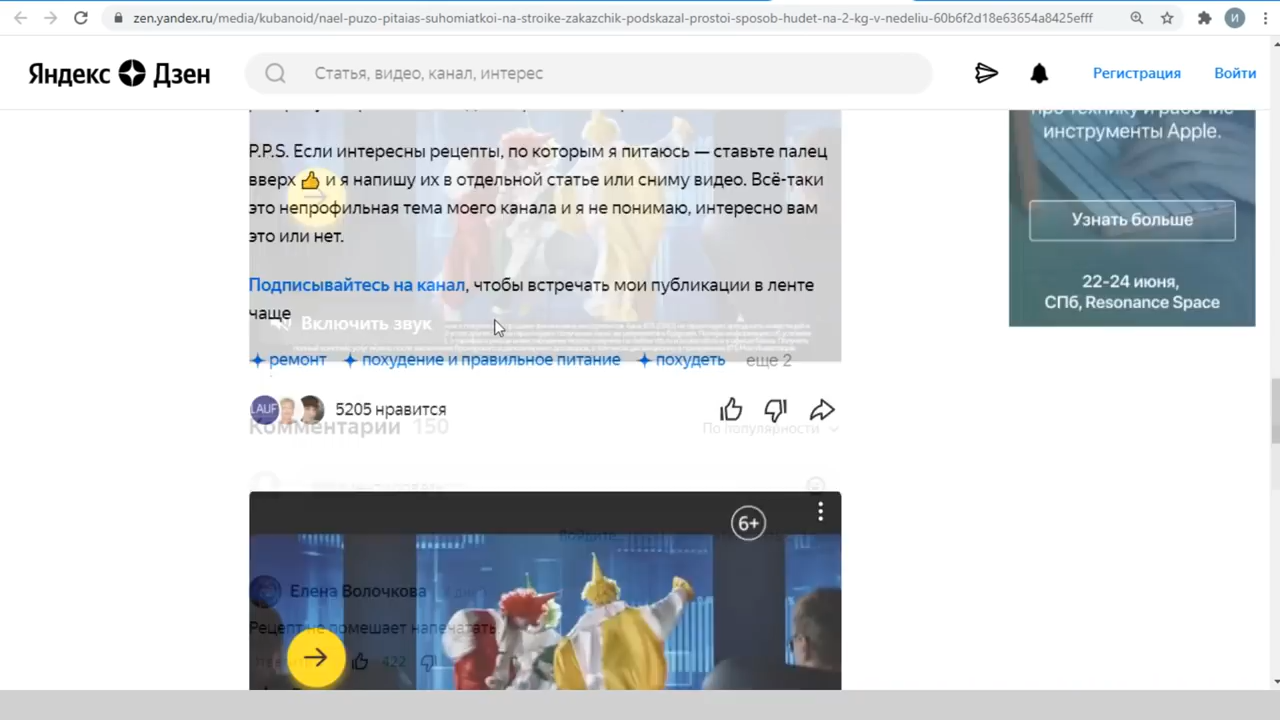 zen.yandex.ru/media/kubanoid/nael-puzo-pitaias-suhomiatkoi-na-stroike-zakazchik-podskazal-prostoi-sposob-hudet-na-2-kg-v-nedeliu-60b6f2d18e63654a8425efff
И
Яндекс Дзен
Статья, видео, канал, интерес
Регистрация
Войти
про технику и рабочие
инструменты Apple.
Узнать больше
22-24 июня,
СПб, Resonance Space
P.P.S. Если интересны рецепты, по которым я питаюсь — ставьте палец
вверх 👍 и я напишу их в отдельной статье или сниму видео. Всё-таки
это непрофильная тема моего канала и я не понимаю, интересно вам
это или нет.
Подписывайтесь на канал, чтобы встречать мои публикации в ленте
чаще
Включить звук
ремонт похудение и правильное питание похудеть еще 2
LAUF
5205 нравится
Комментарии 150
По популярности
6+
Елена Волочкова
Рецепт не помешает напечатать.
422